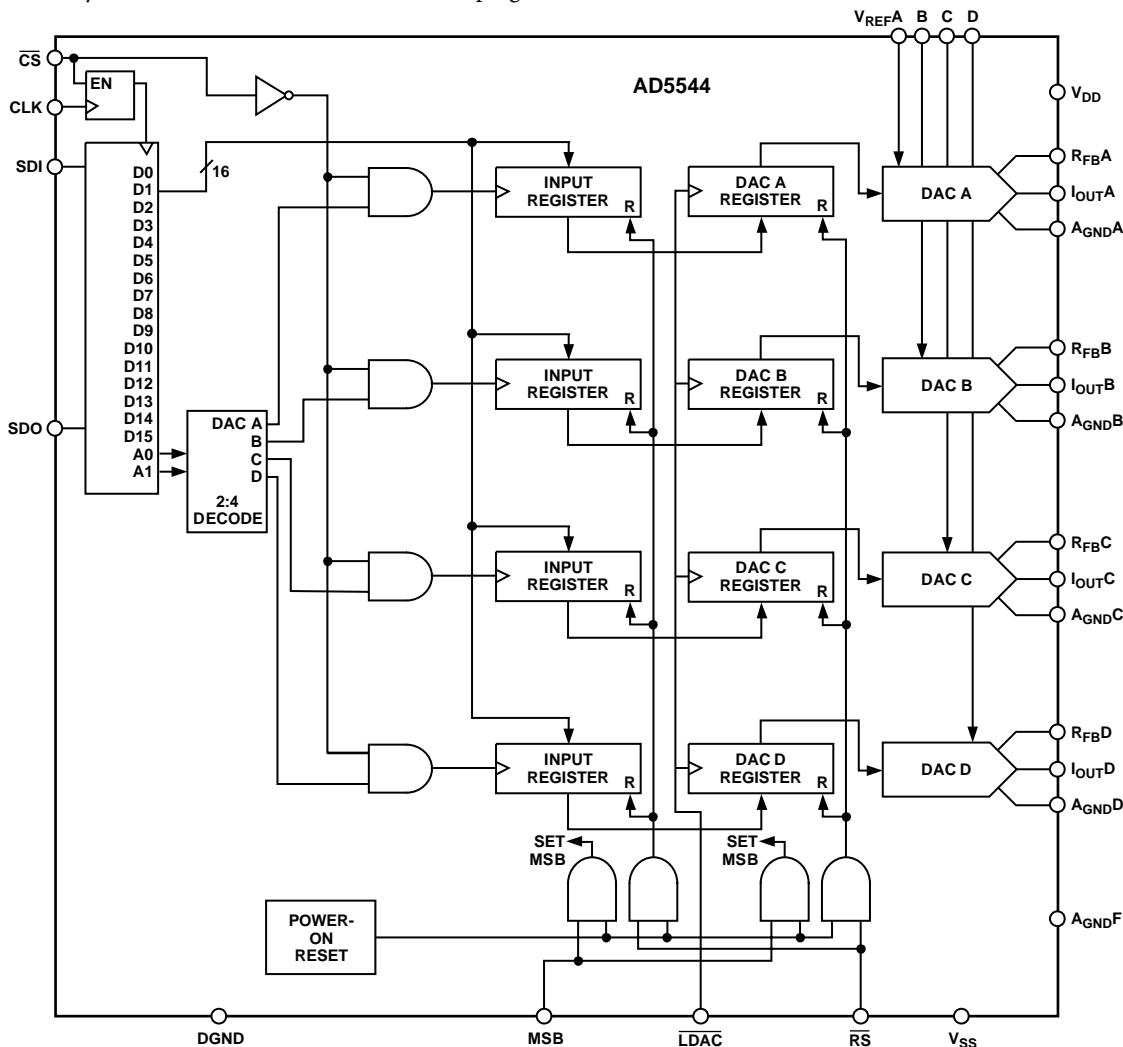 V_REF A B C D
C̅S̅
EN
AD5544
CLK
V_DD
SDI
16
D0
D1
D2
D3
D4
D5
D6
D7
D8
D9
D10
D11
D12
D13
D14
D15
A0
A1
SDO
DAC A
B
C
D
2:4
DECODE
INPUT
REGISTER
R
DAC A
REGISTER
R
DAC A
R_FB A
I_OUT A
A_GND A
INPUT
REGISTER
R
DAC B
REGISTER
R
DAC B
R_FB B
I_OUT B
A_GND B
INPUT
REGISTER
R
DAC C
REGISTER
R
DAC C
R_FB C
I_OUT C
A_GND C
INPUT
REGISTER
R
DAC D
REGISTER
R
DAC D
R_FB D
I_OUT D
A_GND D
SET
MSB
SET
MSB
POWER-
ON
RESET
A_GND F
DGND
MSB
L̅D̅A̅C̅
R̅S̅
V_SS